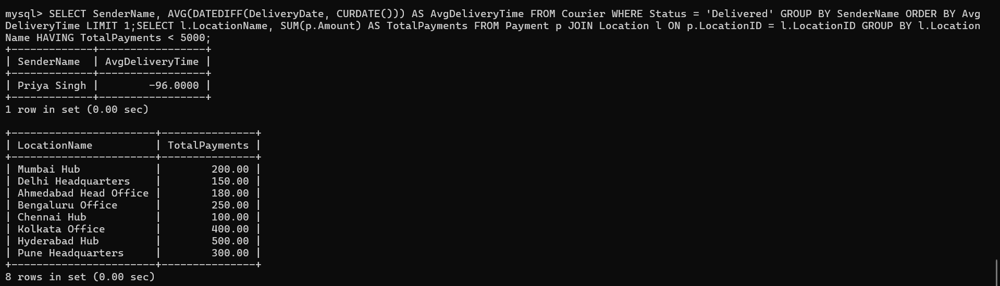 mysql> SELECT SenderName, AVG(DATEDIFF(DeliveryDate, CURDATE())) AS AvgDeliveryTime FROM Courier WHERE Status = 'Delivered' GROUP BY SenderName ORDER BY Avg
DeliveryTime LIMIT 1;SELECT l.LocationName, SUM(p.Amount) AS TotalPayments FROM Payment p JOIN Location l ON p.LocationID = l.LocationID GROUP BY l.Location
Name HAVING TotalPayments < 5000;
+-------------+-----------------+
| SenderName  | AvgDeliveryTime |
+-------------+-----------------+
| Priya Singh |        -96.0000 |
+-------------+-----------------+
1 row in set (0.00 sec)

+-----------------------+---------------+
| LocationName          | TotalPayments |
+-----------------------+---------------+
| Mumbai Hub            |        200.00 |
| Delhi Headquarters    |        150.00 |
| Ahmedabad Head Office |        180.00 |
| Bengaluru Office      |        250.00 |
| Chennai Hub           |        100.00 |
| Kolkata Office        |        400.00 |
| Hyderabad Hub         |        500.00 |
| Pune Headquarters     |        300.00 |
+-----------------------+---------------+
8 rows in set (0.00 sec)